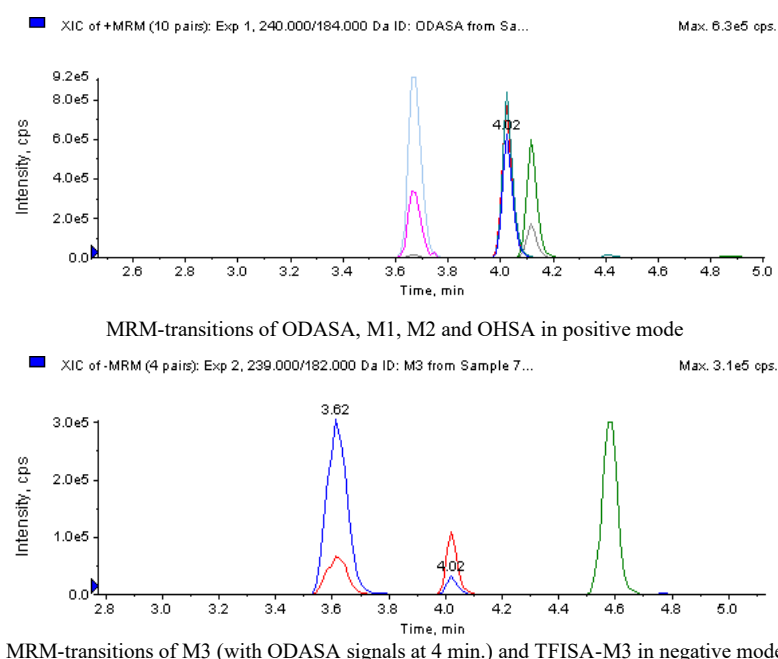 XIC of +MRM (10 pairs): Exp 1, 240.000/184.000 Da ID: ODASA from Sa... Max. 6.3e5 cps.
9.2e5
8.0e5
6.0e5
4.0e5
2.0e5
0.0
Intensity, cps
4.02
2.6 2.8 3.0 3.2 3.4 3.6 3.8 4.0 4.2 4.4 4.6 4.8 5.0
Time, min
MRM-transitions of ODASA, M1, M2 and OHSA in positive mode
XIC of -MRM (4 pairs): Exp 2, 239.000/182.000 Da ID: M3 from Sample 7... Max. 3.1e5 cps.
3.0e5
2.0e5
1.0e5
0.0
Intensity, cps
3.62
4.02
2.8 3.0 3.2 3.4 3.6 3.8 4.0 4.2 4.4 4.6 4.8 5.0
Time, min
MRM-transitions of M3 (with ODASA signals at 4 min.) and TFISA-M3 in negative mode